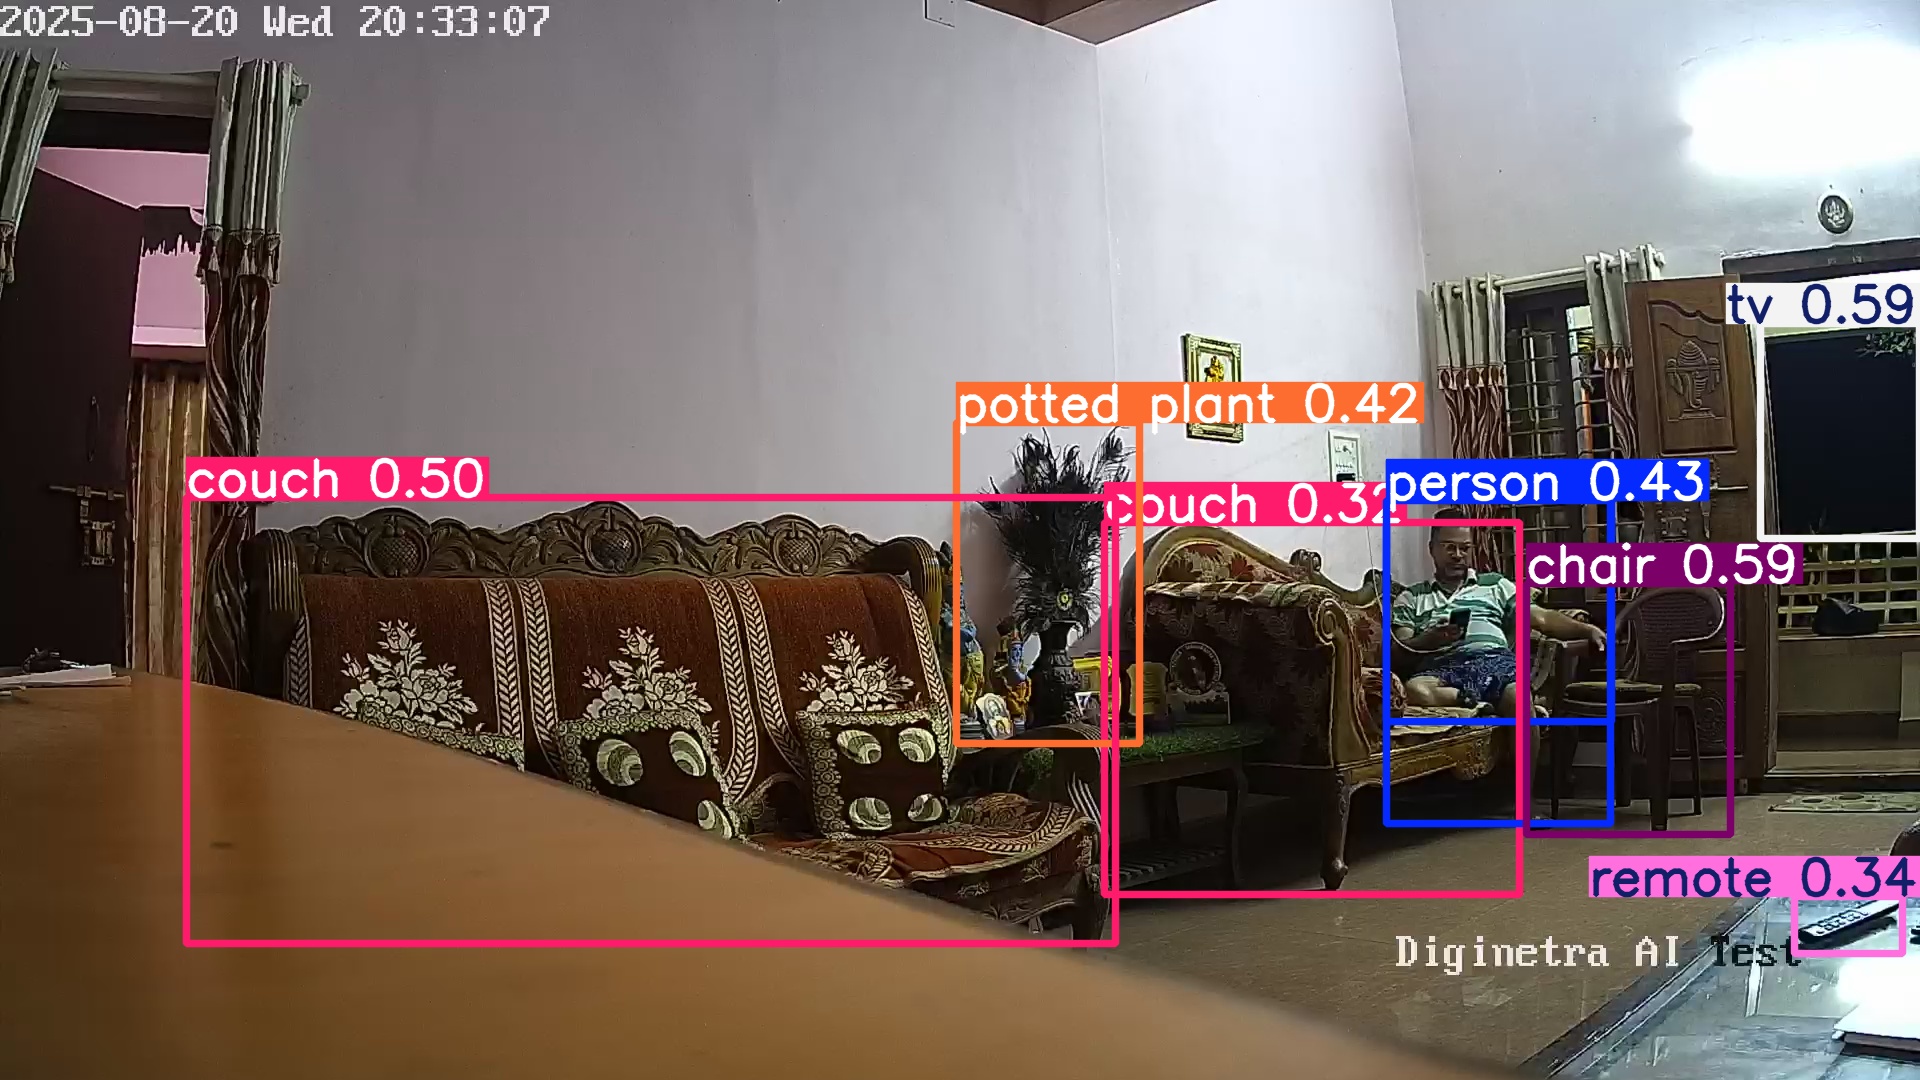 2025-08-20 Wed 20:33:07
tv 0.59
potted plant 0.42
couch 0.50
couch 0.32
person 0.43
chair 0.59
remote 0.34
Diginetra AI Test